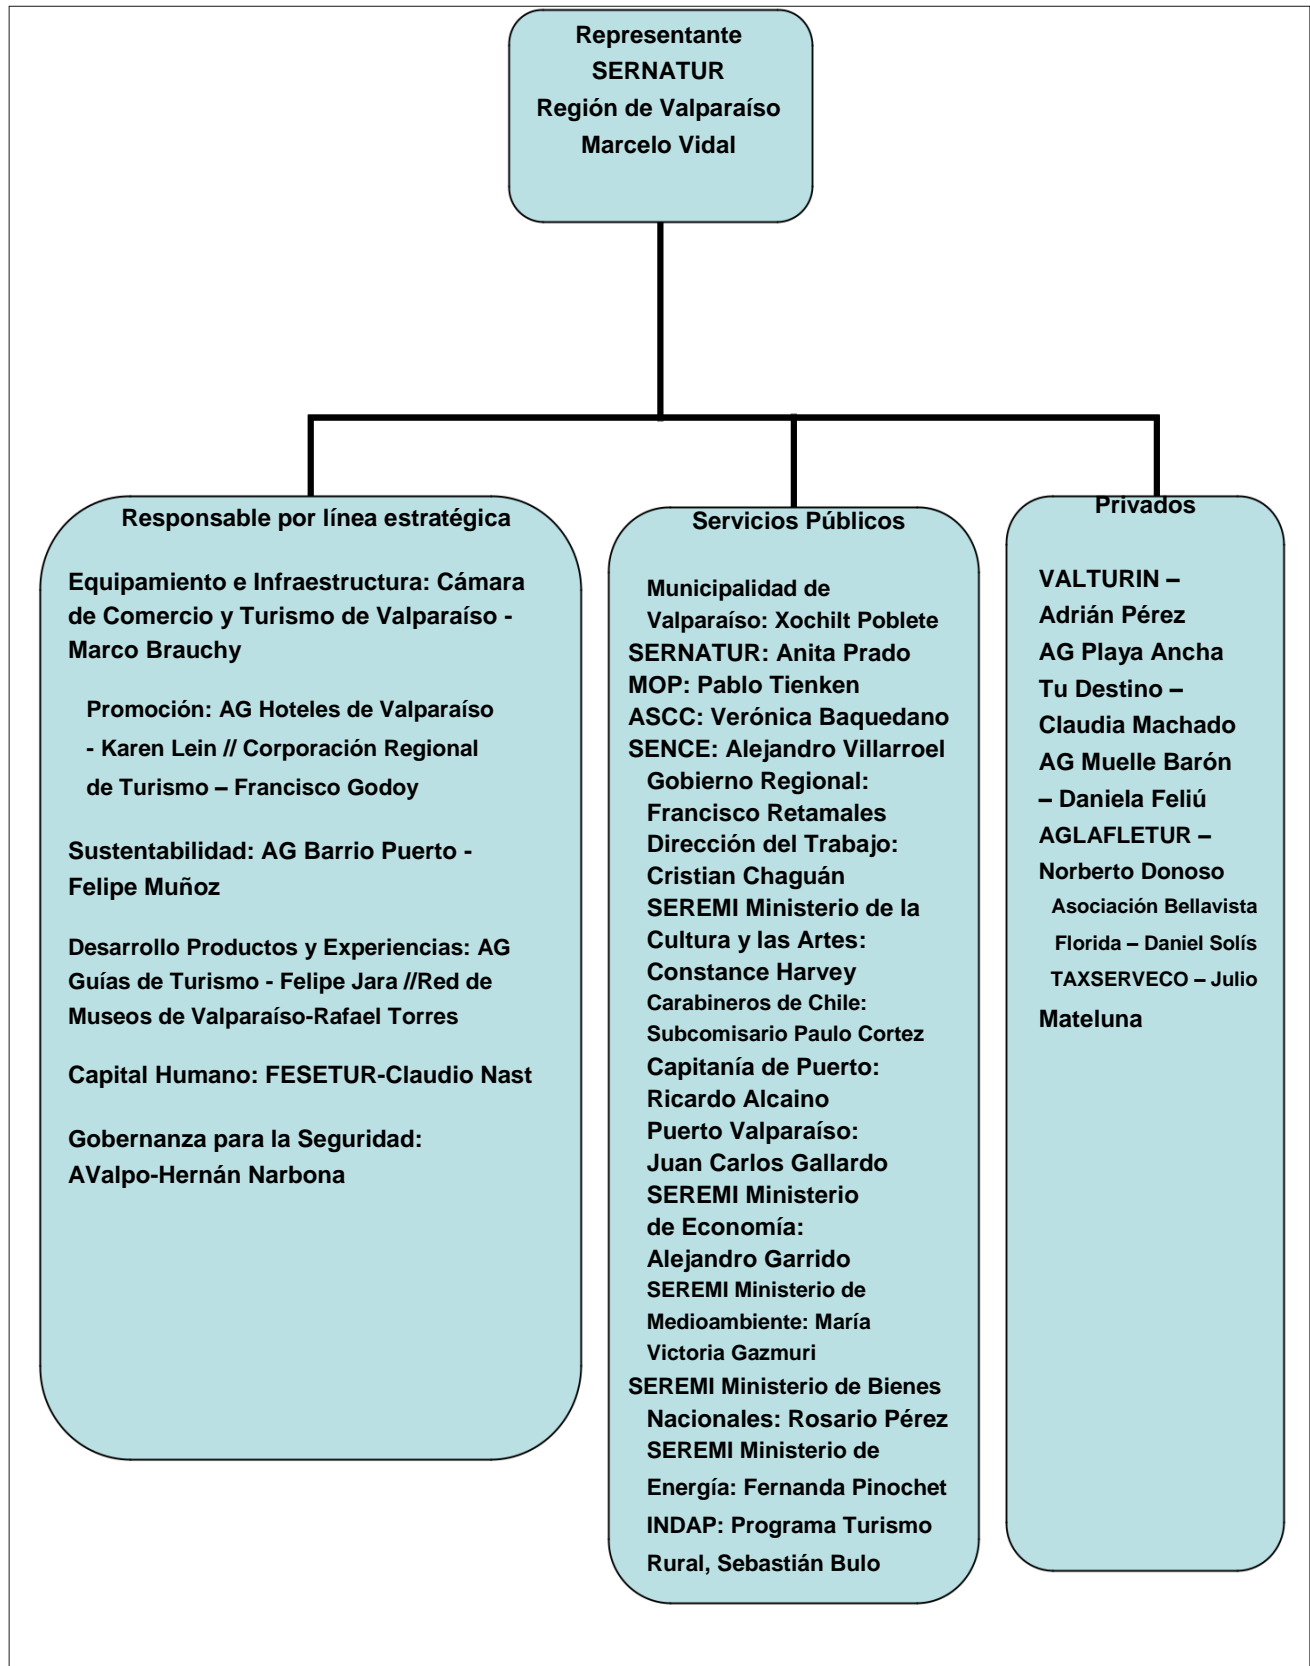 Representante
SERNATUR
Región de Valparaíso
Marcelo Vidal
Responsable por línea estratégica
Equipamiento e Infraestructura: Cámara
de Comercio y Turismo de Valparaíso -
Marco Brauchy
Promoción: AG Hoteles de Valparaíso
- Karen Lein // Corporación Regional
de Turismo – Francisco Godoy
Sustentabilidad: AG Barrio Puerto -
Felipe Muñoz
Desarrollo Productos y Experiencias: AG
Guías de Turismo - Felipe Jara //Red de
Museos de Valparaíso-Rafael Torres
Capital Humano: FESETUR-Claudio Nast
Gobernanza para la Seguridad:
AValpo-Hernán Narbona
Servicios Públicos
Municipalidad de
Valparaíso: Xochilt Poblete
SERNATUR: Anita Prado
MOP: Pablo Tienken
ASCC: Verónica Baquedano
SENCE: Alejandro Villarroel
Gobierno Regional:
Francisco Retamales
Dirección del Trabajo:
Cristian Chaguán
SEREMI Ministerio de la
Cultura y las Artes:
Constance Harvey
Carabineros de Chile:
Subcomisario Paulo Cortez
Capitanía de Puerto:
Ricardo Alcaino
Puerto Valparaíso:
Juan Carlos Gallardo
SEREMI Ministerio
de Economía:
Alejandro Garrido
SEREMI Ministerio de
Medioambiente: María
Victoria Gazmuri
SEREMI Ministerio de Bienes
Nacionales: Rosario Pérez
SEREMI Ministerio de
Energía: Fernanda Pinochet
INDAP: Programa Turismo
Rural, Sebastián Bulo
Privados
VALTURIN –
Adrián Pérez
AG Playa Ancha
Tu Destino –
Claudia Machado
AG Muelle Barón
– Daniela Feliú
AGLAFLETUR –
Norberto Donoso
Asociación Bellavista
Florida – Daniel Solís
TAXSERVECO – Julio
Mateluna